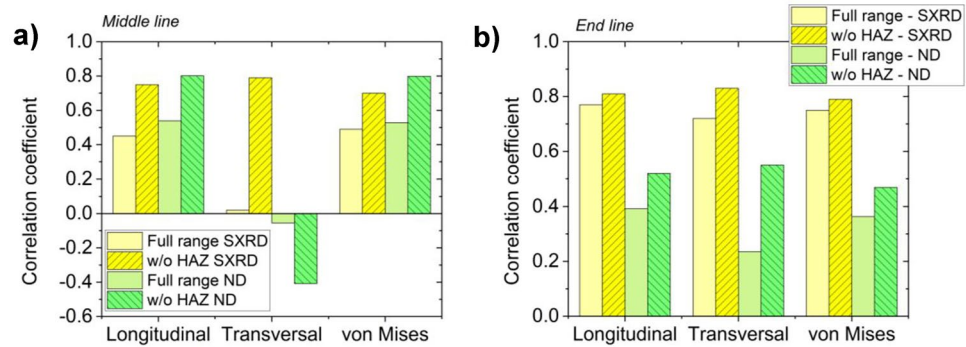 a)
Middle line
Correlation coefficient
1.0
0.8
0.6
0.4
0.2
0.0
-0.2
-0.4
-0.6
Full range SXRD
w/o HAZ SXRD
Full range ND
w/o HAZ ND
Longitudinal Transversal von Mises
b)
End line
Correlation coefficient
1.0
0.8
0.6
0.4
0.2
0.0
Full range - SXRD
w/o HAZ - SXRD
Full range - ND
w/o HAZ - ND
Longitudinal Transversal von Mises